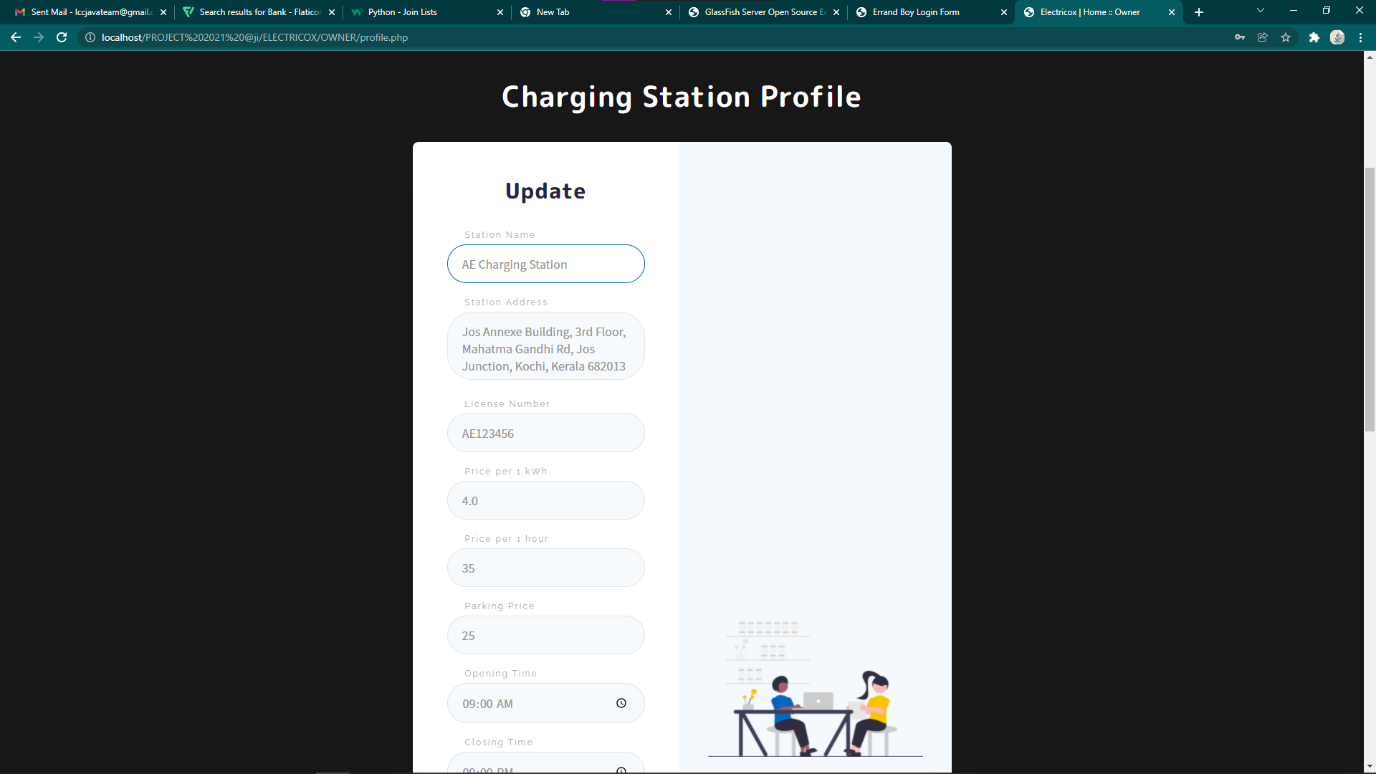 Sent Mail - lccjavateam@gmail.c
Search results for Bank - Flatico
Python - Join Lists
New Tab
GlassFish Server Open Source E
Errand Boy Login Form
Electricox | Home :: Owner
localhost/PROJECT%202021%20@ji/ELECTRICOX/OWNER/profile.php
Charging Station Profile
Update
Station Name
AE Charging Station
Station Address
Jos Annexe Building, 3rd Floor,
Mahatma Gandhi Rd, Jos
Junction, Kochi, Kerala 682013
License Number
AE123456
Price per 1 kWh
4.0
Price per 1 hour
35
Parking Price
25
Opening Time
09:00 AM
Closing Time
09:00 PM